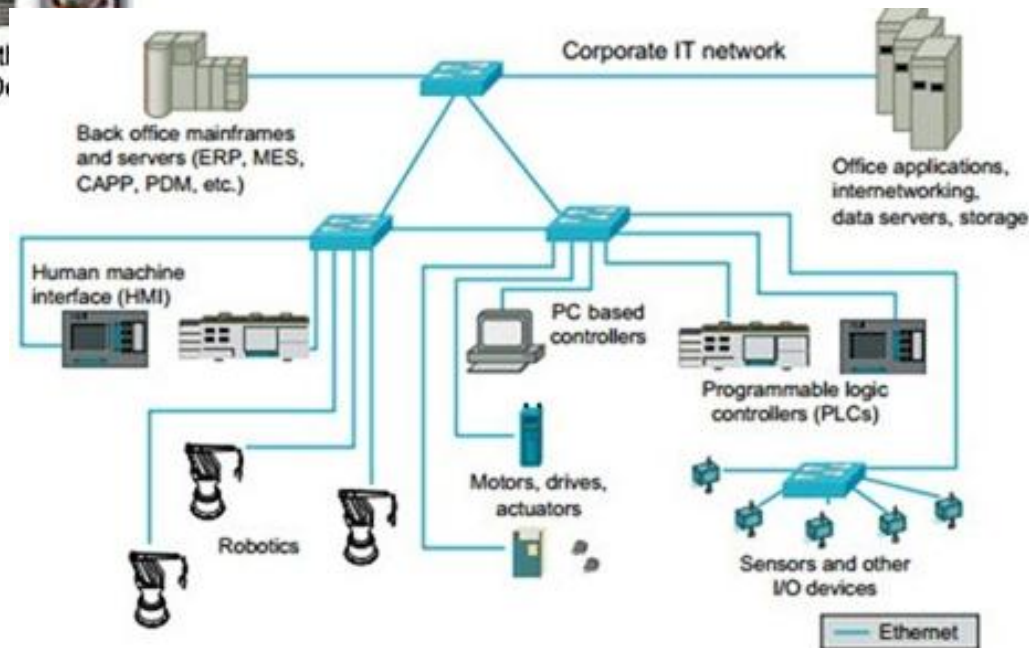 Corporate IT network
Back office mainframes
and servers (ERP, MES,
CAPP, PDM, etc.)
Office applications,
internetworking,
data servers, storage
Human machine
interface (HMI)
PC based
controllers
Programmable logic
controllers (PLCs)
Motors, drives,
actuators
Robotics
Sensors and other
I/O devices
Ethernet